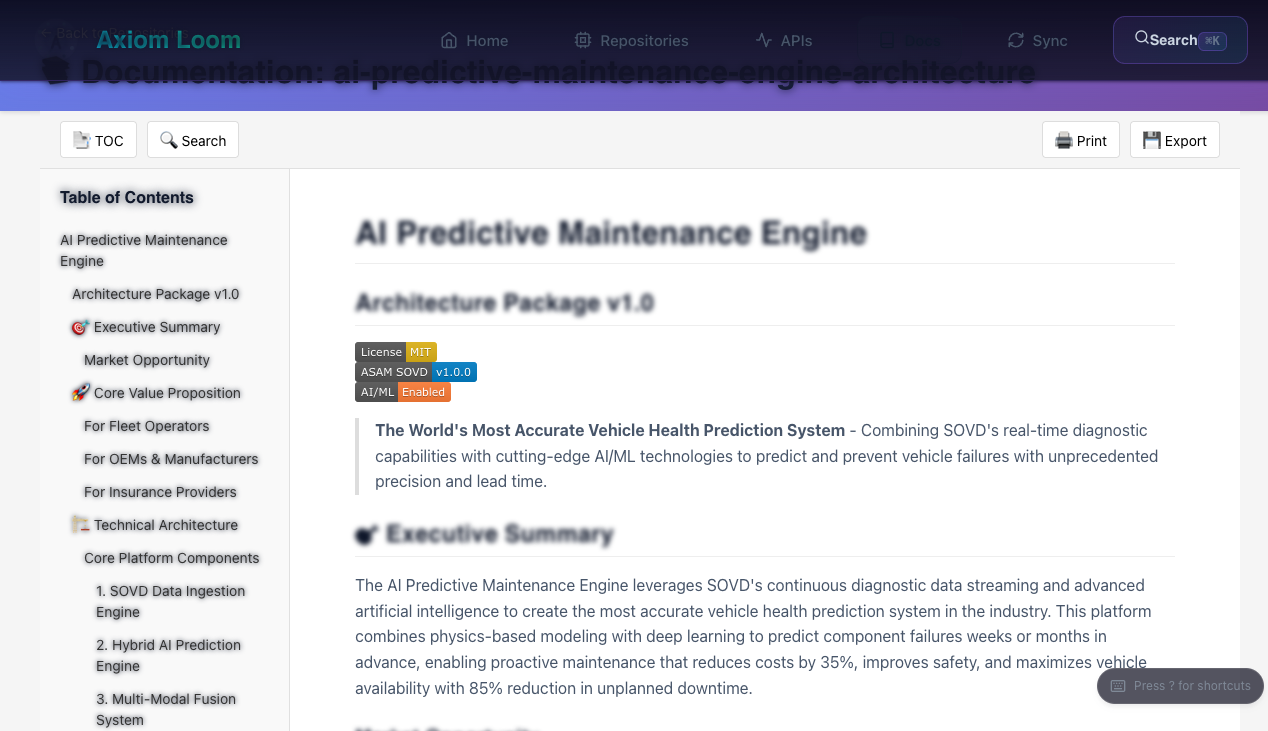 Back to
Axiom Loom
Home
Repositories
APIs
Sync
Search ⌘K
Documentation: ai-predictive-maintenance-engine-architecture
TOC
Search
Print
Export
Table of Contents
AI Predictive Maintenance
Engine
Architecture Package v1.0
🎯 Executive Summary
Market Opportunity
🚀 Core Value Proposition
For Fleet Operators
For OEMs & Manufacturers
For Insurance Providers
🏗️ Technical Architecture
Core Platform Components
1. SOVD Data Ingestion
Engine
2. Hybrid AI Prediction
Engine
3. Multi-Modal Fusion
System
AI Predictive Maintenance Engine
Architecture Package v1.0
License MIT
ASAM SOVD v1.0.0
AI/ML Enabled
The World's Most Accurate Vehicle Health Prediction System - Combining SOVD's real-time diagnostic
capabilities with cutting-edge AI/ML technologies to predict and prevent vehicle failures with unprecedented
precision and lead time.
Executive Summary
The AI Predictive Maintenance Engine leverages SOVD's continuous diagnostic data streaming and advanced
artificial intelligence to create the most accurate vehicle health prediction system in the industry. This platform
combines physics-based modeling with deep learning to predict component failures weeks or months in
advance, enabling proactive maintenance that reduces costs by 35%, improves safety, and maximizes vehicle
availability with 85% reduction in unplanned downtime.
Market Opportunity
Press ? for shortcuts